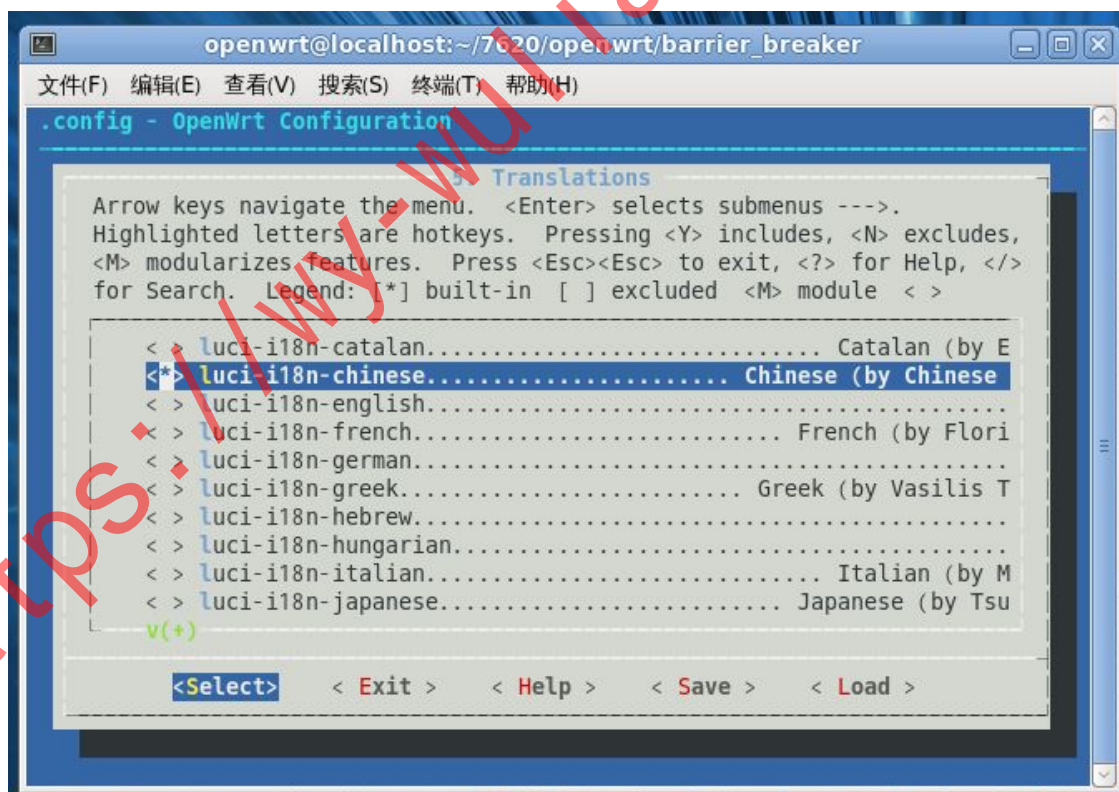 openwrt@localhost:~/7620/openwrt/barrier_breaker
文件(F) 编辑(E) 查看(V) 搜索(S) 终端(T) 帮助(H)
.config - OpenWrt Configuration
5. Translations
Arrow keys navigate the menu. <Enter> selects submenus --->.
Highlighted letters are hotkeys. Pressing <Y> includes, <N> excludes,
<M> modularizes features. Press <Esc><Esc> to exit, <?> for Help, </>
for Search. Legend: [*] built-in [ ] excluded <M> module < >
< > luci-i18n-catalan.............................. Catalan (by E
<*> luci-i18n-chinese....................... Chinese (by Chinese
< > luci-i18n-english...........................................
< > luci-i18n-french........................... French (by Flori
< > luci-i18n-german............................................
< > luci-i18n-greek......................... Greek (by Vasilis T
< > luci-i18n-hebrew............................................
< > luci-i18n-hungarian.........................................
< > luci-i18n-italian.............................. Italian (by M
< > luci-i18n-japanese......................... Japanese (by Tsu
v(+)
<Select> < Exit > < Help > < Save > < Load >
tps://wy-wulia